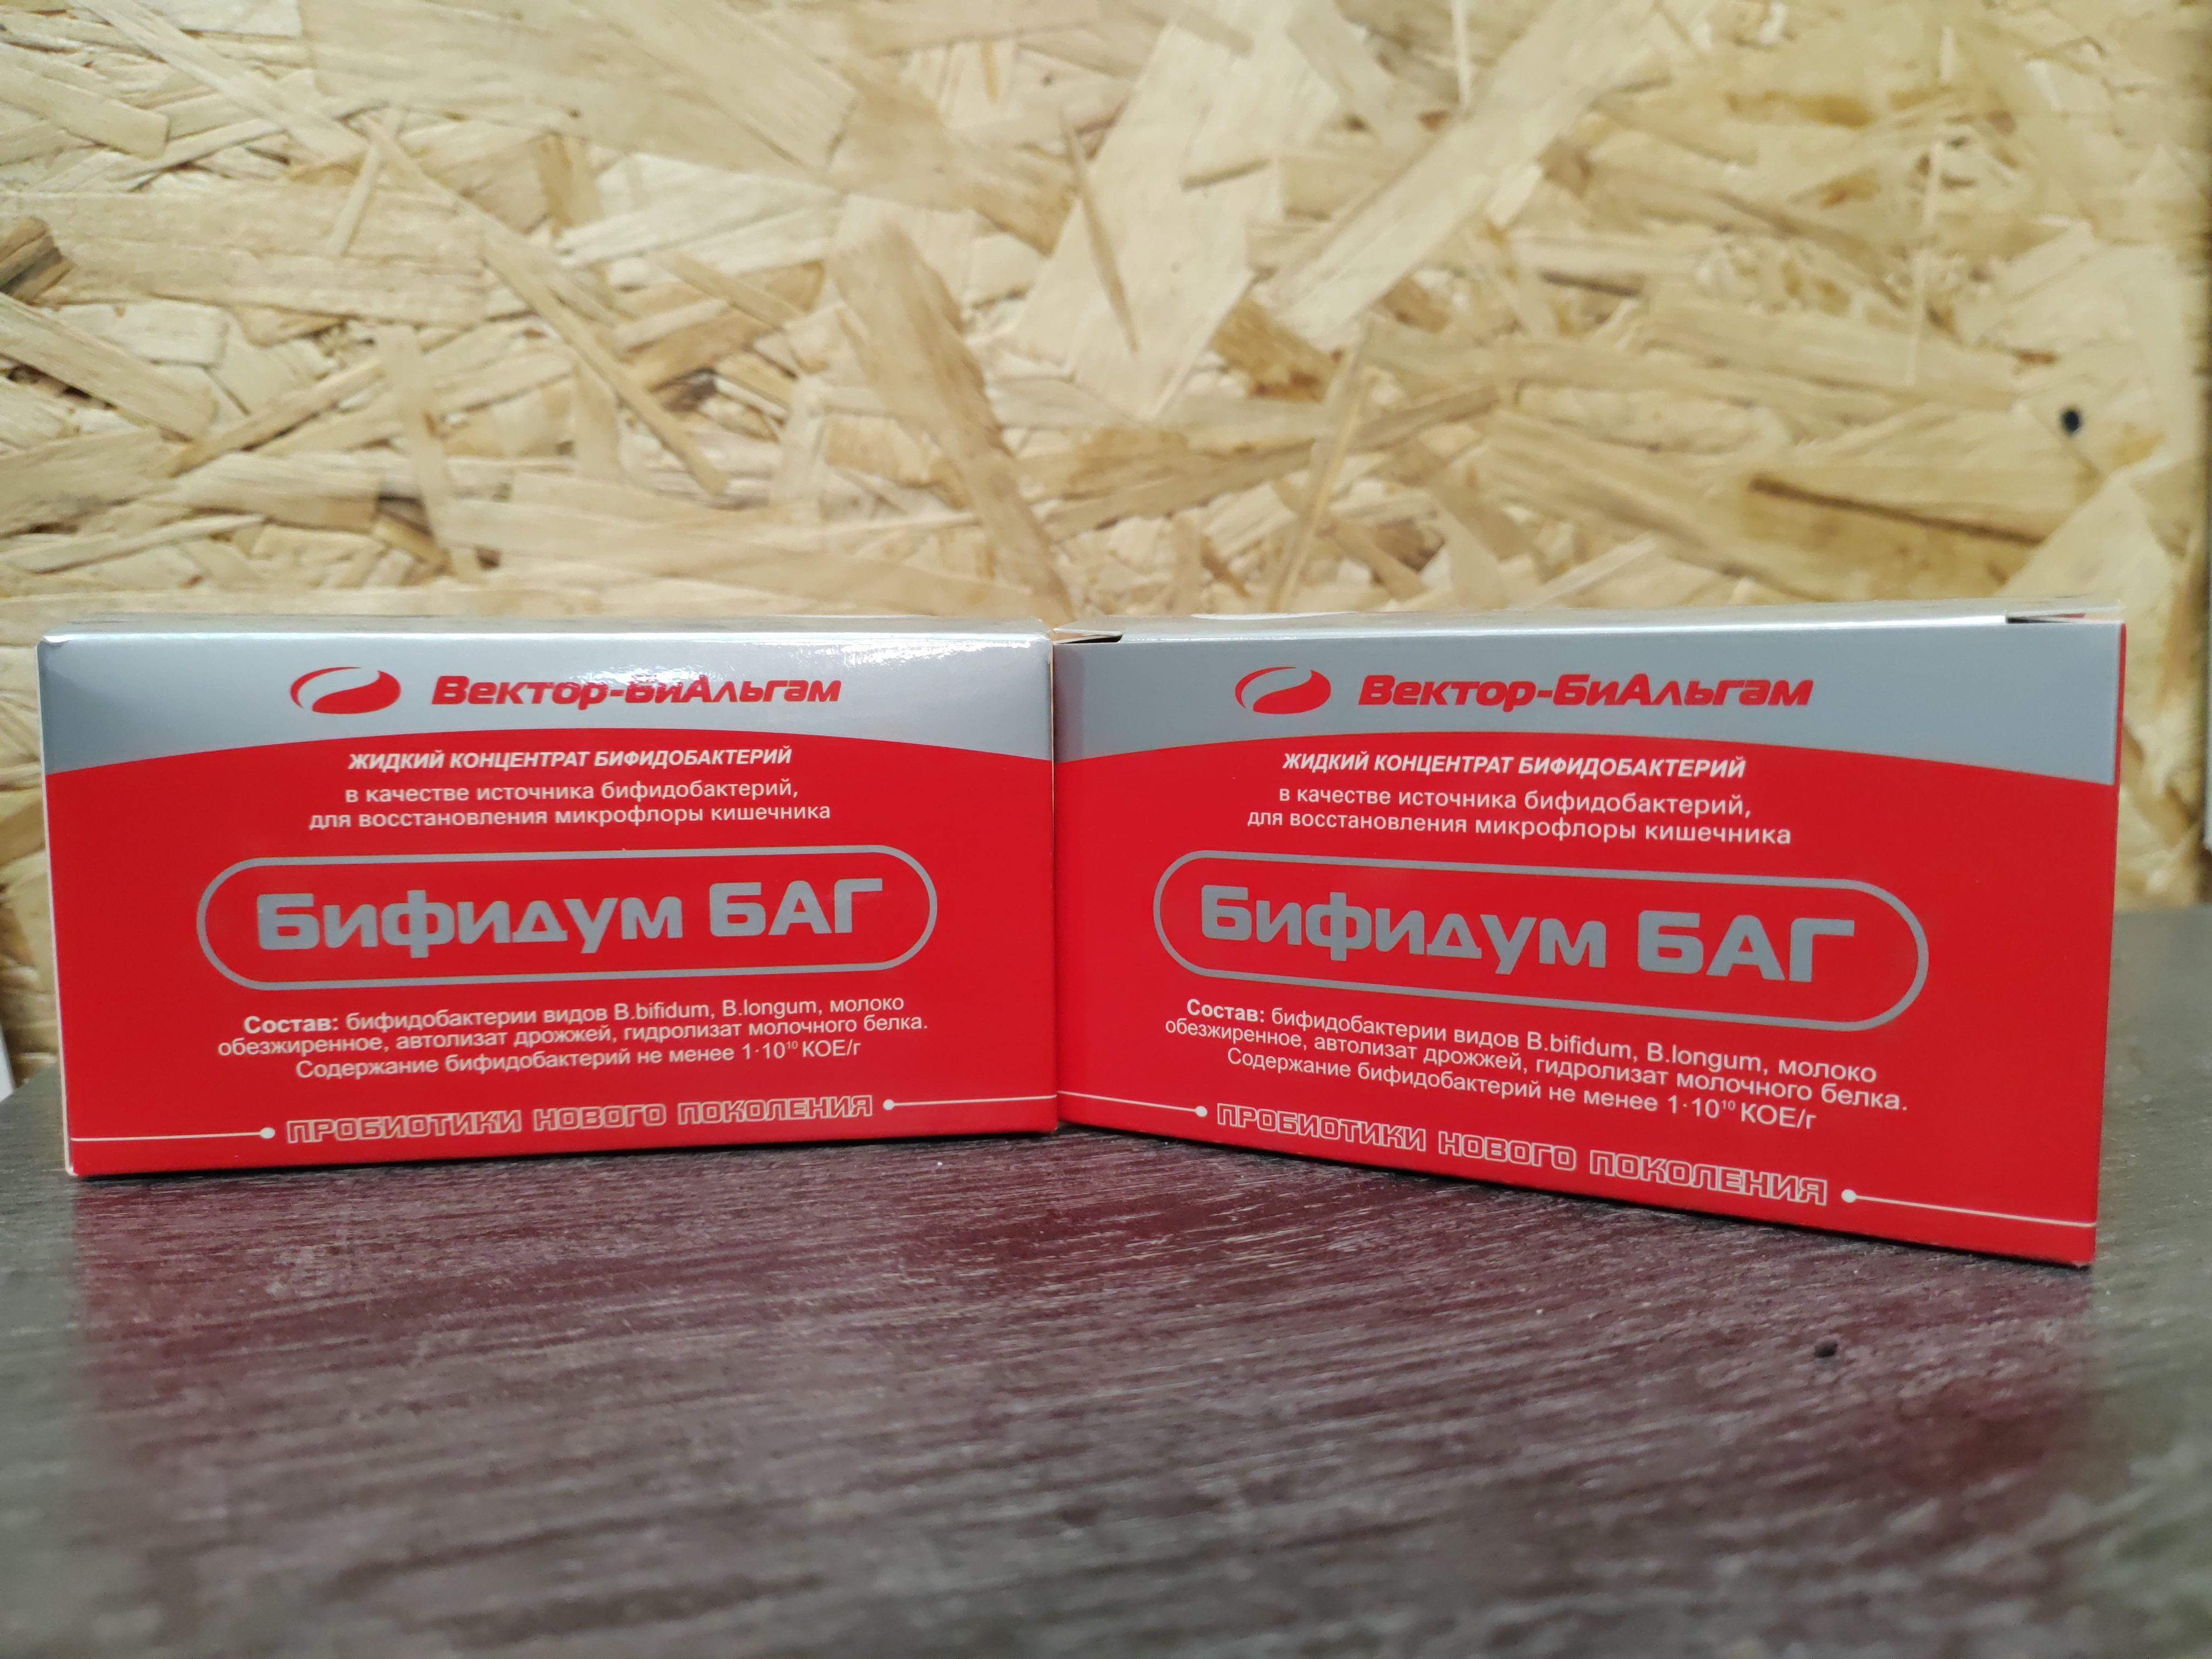 Вектор-БиАльгам
ЖИДКИЙ КОНЦЕНТРАТ БИФИДОБАКТЕРИЙ
в качестве источника бифидобактерий,
для восстановления микрофлоры кишечника
Бифидум БАГ
Состав: бифидобактерии видов B.bifidum, B.longum, молоко
обезжиренное, автолизат дрожжей, гидролизат молочного белка.
Содержание бифидобактерий не менее 1·10¹⁰ КОЕ/г
ПРОБИОТИКИ НОВОГО ПОКОЛЕНИЯ
Вектор-БиАльгам
ЖИДКИЙ КОНЦЕНТРАТ БИФИДОБАКТЕРИЙ
в качестве источника бифидобактерий,
для восстановления микрофлоры кишечника
Бифидум БАГ
Состав: бифидобактерии видов B.bifidum, B.longum, молоко
обезжиренное, автолизат дрожжей, гидролизат молочного белка.
Содержание бифидобактерий не менее 1·10¹⁰ КОЕ/г
ПРОБИОТИКИ НОВОГО ПОКОЛЕНИЯ